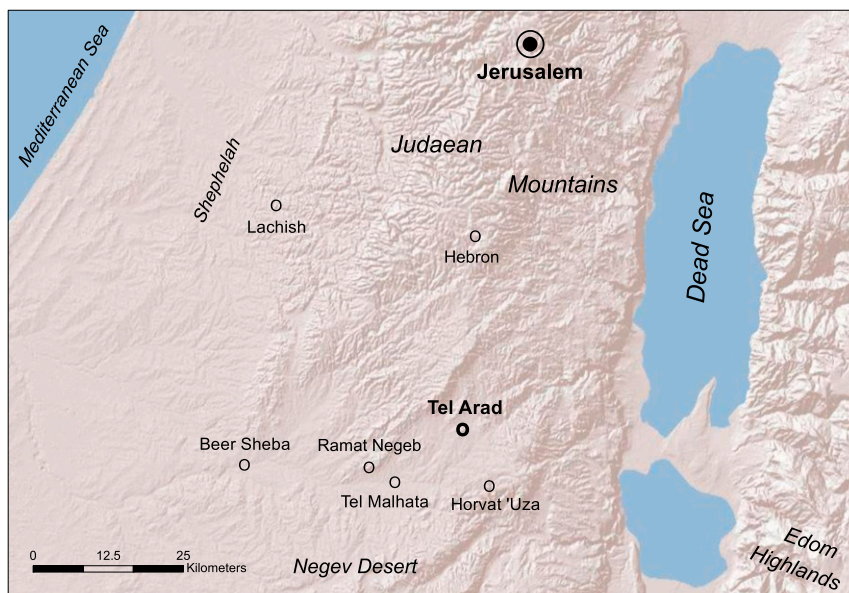 Mediterranean Sea
Jerusalem
Judaean
Mountains
Shephelah
Lachish
Hebron
Dead Sea
Tel Arad
Beer Sheba
Ramat Negeb
Tel Malhata
Horvat 'Uza
Edom
Highlands
0 12.5 25
Kilometers
Negev Desert